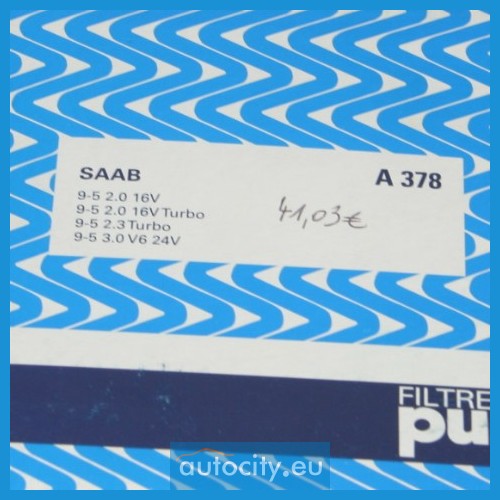 SAAB
A 378
9-5 2.0 16V
9-5 2.0 16V Turbo
9-5 2.3 Turbo
9-5 3.0 V6 24V
41,03€
FILTRE
pu
autocity.eu